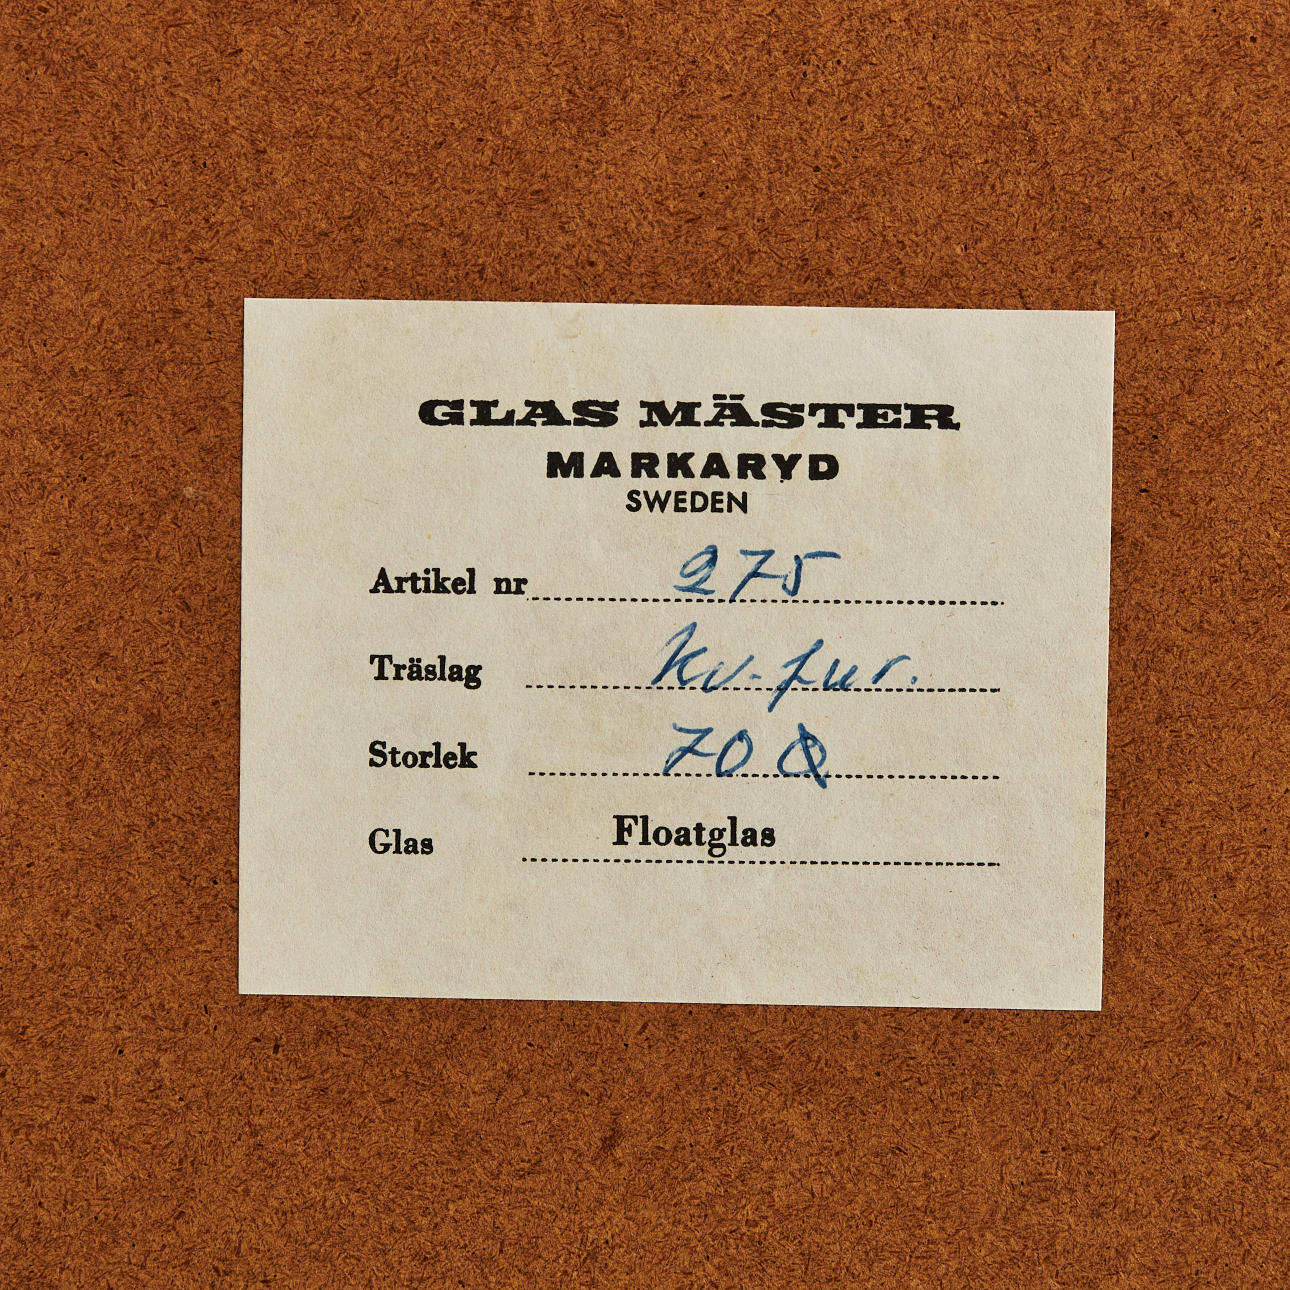 GLAS MÄSTER
MARKARYD
SWEDEN
Artikel nr 275
Träslag kv-fur.
Storlek 70 Ø
Glas Floatglas